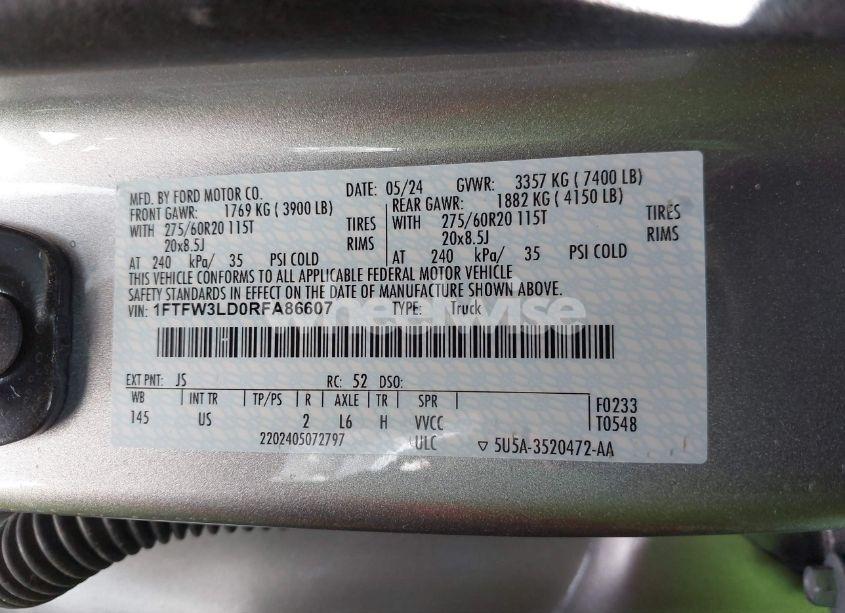 MFD. BY FORD MOTOR CO. DATE: 05/24 GVWR: 3357 KG ( 7400 LB)
FRONT GAWR: 1769 KG ( 3900 LB) REAR GAWR: 1882 KG ( 4150 LB)
WITH 275/60R20 115T TIRES WITH 275/60R20 115T TIRES
20x8.5J RIMS 20x8.5J RIMS
AT 240 kPa/ 35 PSI COLD AT 240 kPa/ 35 PSI COLD
THIS VEHICLE CONFORMS TO ALL APPLICABLE FEDERAL MOTOR VEHICLE
SAFETY STANDARDS IN EFFECT ON THE DATE OF MANUFACTURE SHOWN ABOVE.
VIN: 1FTFW3LD0RFA86607 TYPE: Truck
wheelwise
EXT PNT: JS RC: 52 DSO:
WB INT TR TP/PS R AXLE TR SPR F0233
145 US 2 L6 H VVCC T0548
2202405072797 ULC ▽ 5U5A-3520472-AA